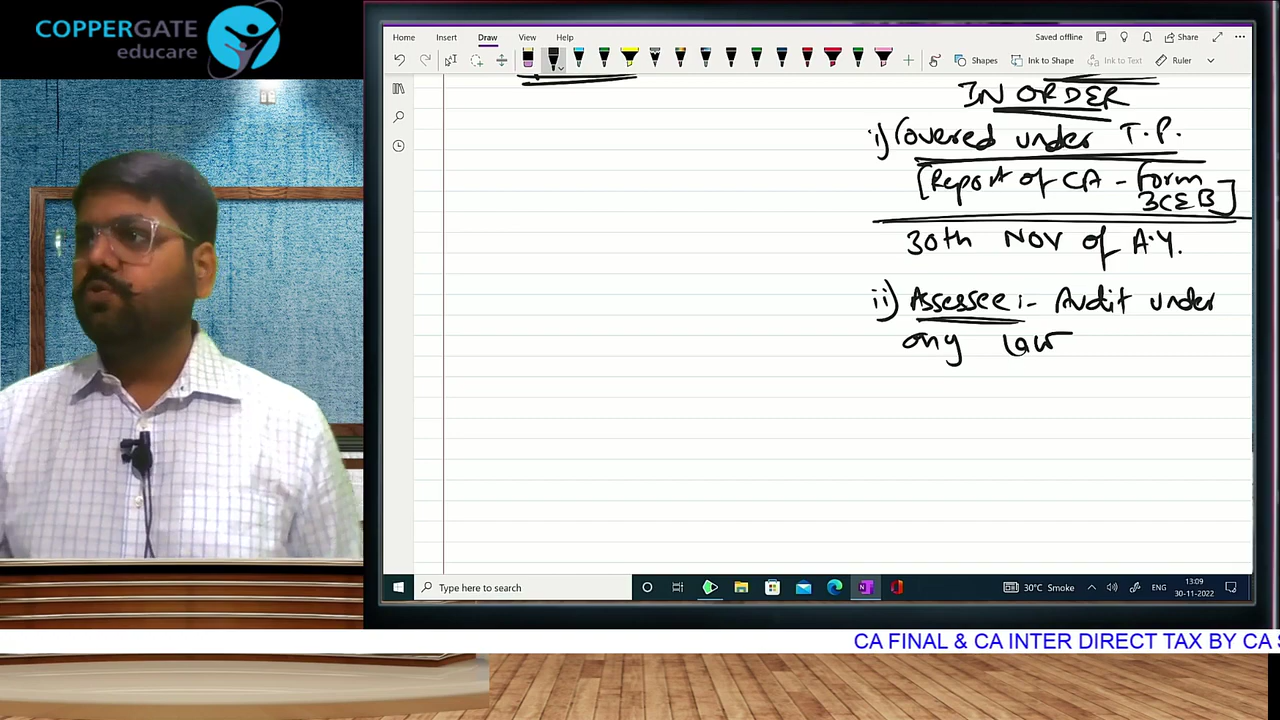 COPPERGATE
educare
Home Insert Draw View Help
Saved offline
Share
Shapes
Ink to Shape
Ink to Text
Ruler
IN ORDER
i) Covered under T.P.
[Report of CA - Form
3CEB]
30th NOV of A.Y.
ii) Assessee :- Audit under
any law
Type here to search
30°C Smoke
ENG
13:09
30-11-2022
CA FINAL & CA INTER DIRECT TAX BY CA S